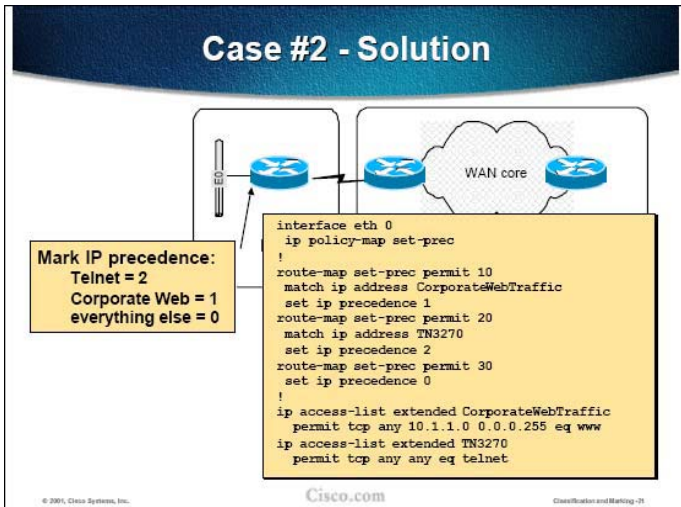 Case #2 - Solution
E0
WAN core
Mark IP precedence:
Telnet = 2
Corporate Web = 1
everything else = 0
interface eth 0
ip policy-map set-prec
!
route-map set-prec permit 10
match ip address CorporateWebTraffic
set ip precedence 1
route-map set-prec permit 20
match ip address TN3270
set ip precedence 2
route-map set-prec permit 30
set ip precedence 0
!
ip access-list extended CorporateWebTraffic
permit tcp any 10.1.1.0 0.0.0.255 eq www
ip access-list extended TN3270
permit tcp any any eq telnet
© 2001, Cisco Systems, Inc.
Cisco.com
Classification and Marking -21